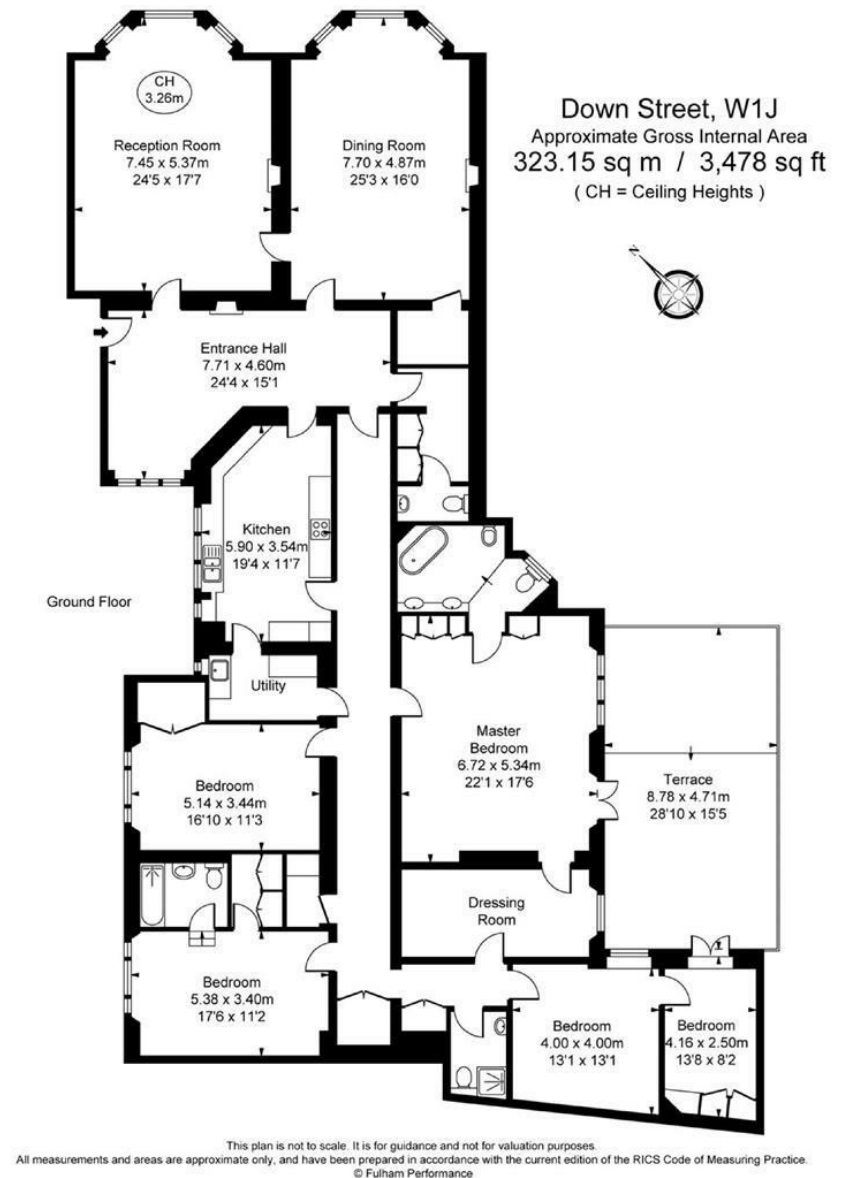 Down Street, W1J
Approximate Gross Internal Area
323.15 sq m / 3,478 sq ft
( CH = Ceiling Heights )
N
CH
3.26m
Reception Room
7.45 x 5.37m
24'5 x 17'7
Dining Room
7.70 x 4.87m
25'3 x 16'0
Entrance Hall
7.71 x 4.60m
24'4 x 15'1
Kitchen
5.90 x 3.54m
19'4 x 11'7
Ground Floor
Utility
Master
Bedroom
6.72 x 5.34m
22'1 x 17'6
Terrace
8.78 x 4.71m
28'10 x 15'5
Bedroom
5.14 x 3.44m
16'10 x 11'3
Dressing
Room
Bedroom
5.38 x 3.40m
17'6 x 11'2
Bedroom
4.00 x 4.00m
13'1 x 13'1
Bedroom
4.16 x 2.50m
13'8 x 8'2
This plan is not to scale. It is for guidance and not for valuation purposes.
All measurements and areas are approximate only, and have been prepared in accordance with the current edition of the RICS Code of Measuring Practice.
© Fulham Performance